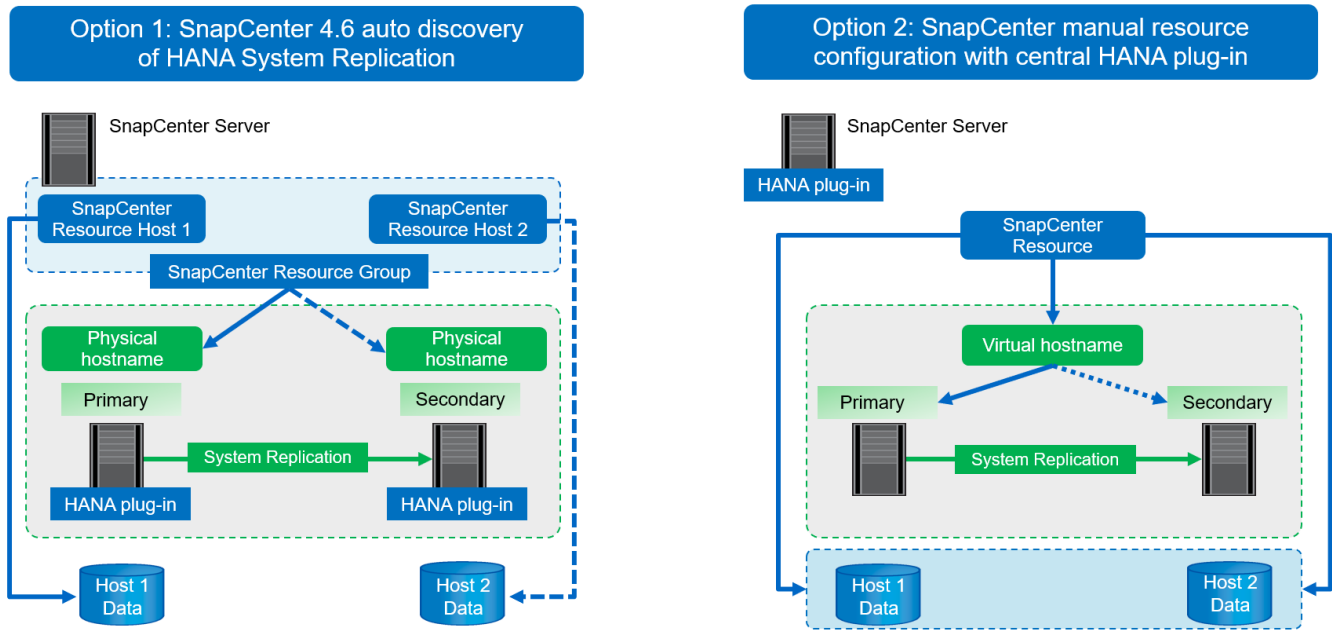 Option 1: SnapCenter 4.6 auto discovery
of HANA System Replication
SnapCenter Server
SnapCenter
Resource Host 1
SnapCenter
Resource Host 2
SnapCenter Resource Group
Physical
hostname
Physical
hostname
Primary
Secondary
System Replication
HANA plug-in
HANA plug-in
Host 1
Data
Host 2
Data
Option 2: SnapCenter manual resource
configuration with central HANA plug-in
SnapCenter Server
HANA plug-in
SnapCenter
Resource
Virtual hostname
Primary
Secondary
System Replication
Host 1
Data
Host 2
Data